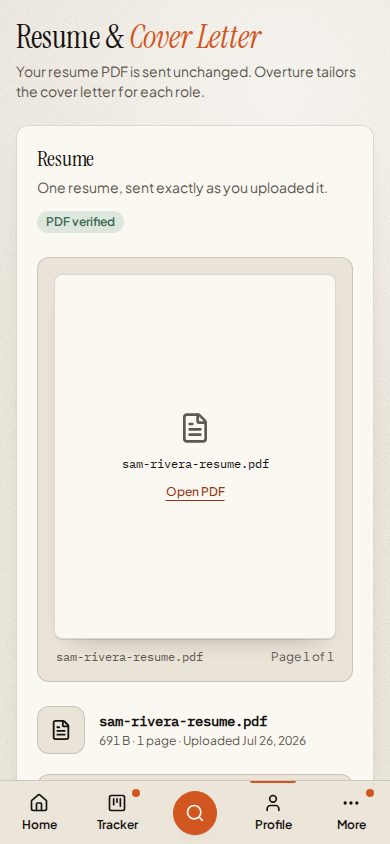 Resume & Cover Letter
Your resume PDF is sent unchanged. Overture tailors
the cover letter for each role.
Resume
One resume, sent exactly as you uploaded it.
PDF verified
sam-rivera-resume.pdf
Open PDF
sam-rivera-resume.pdf
Page 1 of 1
sam-rivera-resume.pdf
691 B · 1 page · Uploaded Jul 26, 2026
Home
Tracker
Profile
More